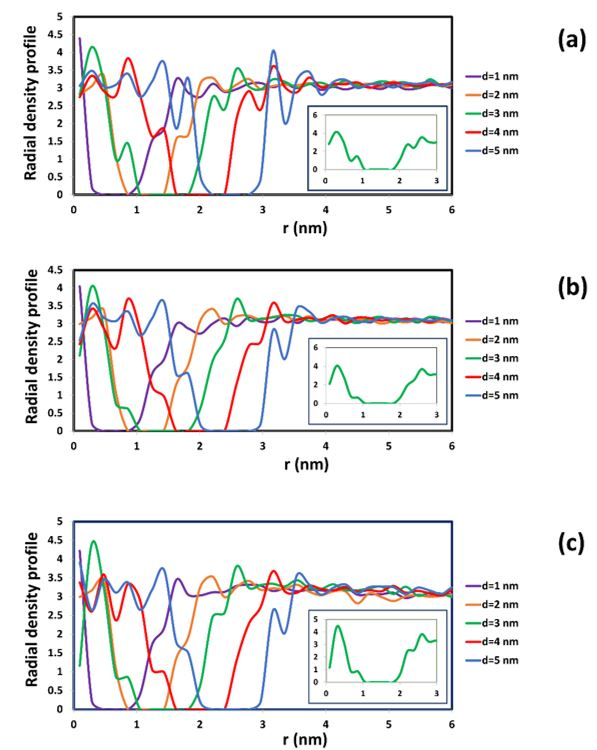 (a)
Radial density profile
5
4.5
4
3.5
3
2.5
2
1.5
1
0.5
0
0 1 2 3 4 5 6
r (nm)
6
4
2
0
0 1 2 3
d=1 nm
d=2 nm
d=3 nm
d=4 nm
d=5 nm
(b)
Radial density profile
4.5
4
3.5
3
2.5
2
1.5
1
0.5
0
0 1 2 3 4 5 6
r (nm)
6
4
2
0
0 1 2 3
d=1 nm
d=2 nm
d=3 nm
d=4 nm
d=5 nm
(c)
Radial density profile
5
4.5
4
3.5
3
2.5
2
1.5
1
0.5
0
0 1 2 3 4 5 6
r (nm)
5
4
3
2
1
0
0 1 2 3
d=1 nm
d=2 nm
d=3 nm
d=4 nm
d=5 nm